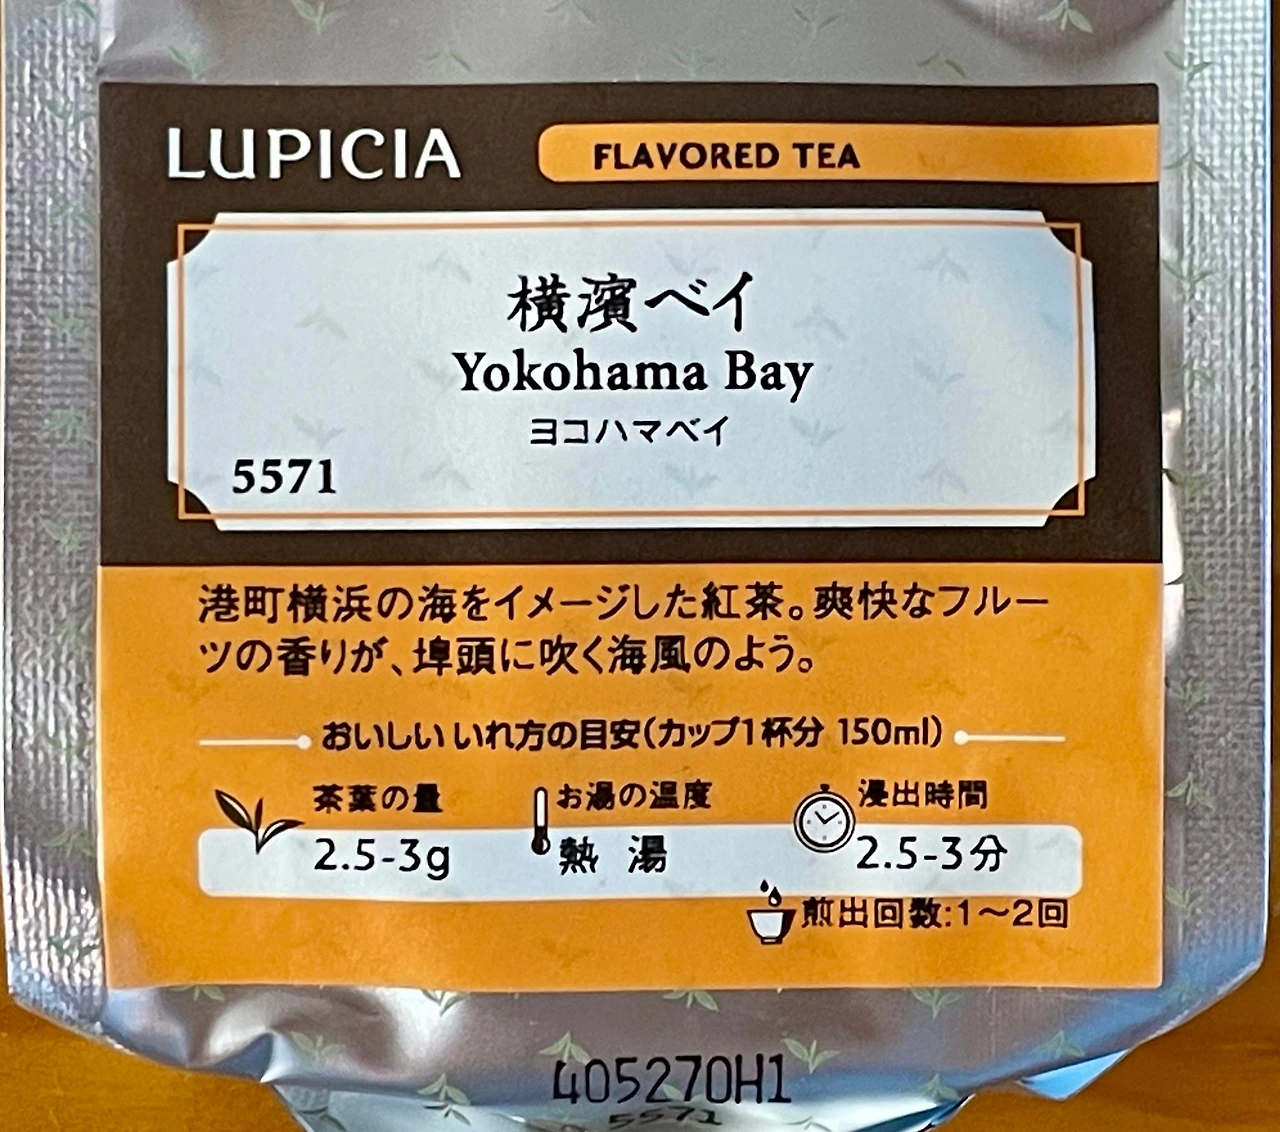 LUPICIA
FLAVORED TEA
横濱ベイ
Yokohama Bay
ヨコハマベイ
5571
港町横浜の海をイメージした紅茶。爽快なフルー
ツの香りが、埠頭に吹く海風のよう。
おいしい いれ方の目安(カップ1杯分 150ml)
茶葉の量 お湯の温度 浸出時間
2.5-3g 熱 湯 2.5-3分
煎出回数:1〜2回
405270H1
5571